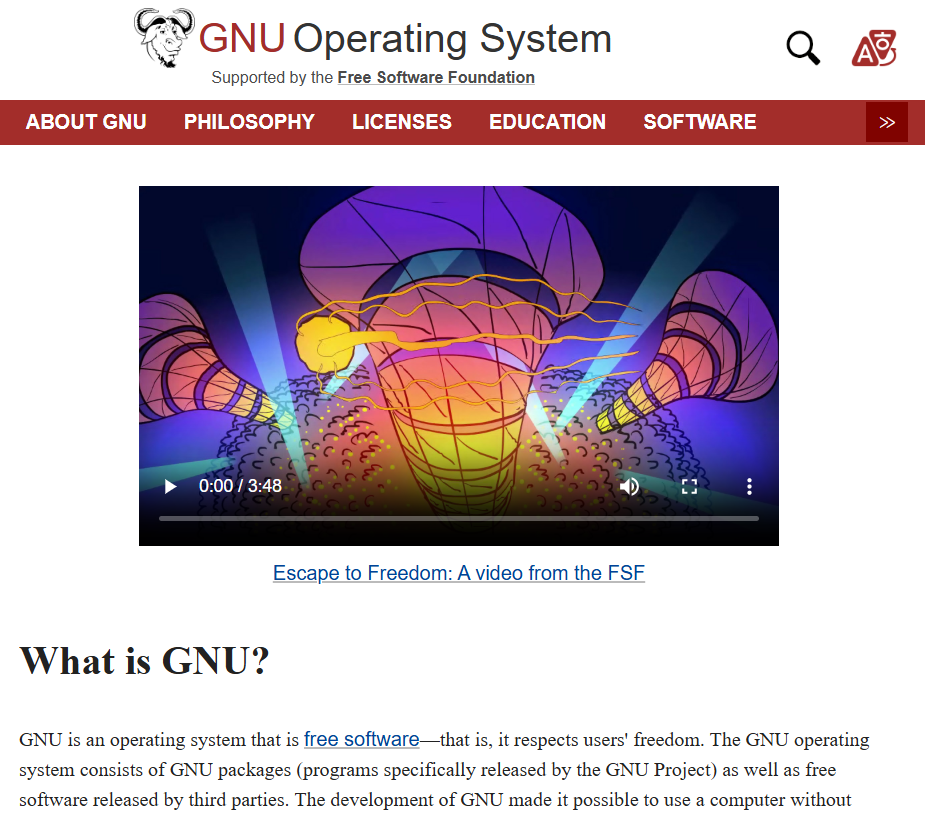 GNU Operating System
Supported by the Free Software Foundation
ABOUT GNU PHILOSOPHY LICENSES EDUCATION SOFTWARE »
0:00 / 3:48
Escape to Freedom: A video from the FSF
What is GNU?
GNU is an operating system that is free software—that is, it respects users' freedom. The GNU operating
system consists of GNU packages (programs specifically released by the GNU Project) as well as free
software released by third parties. The development of GNU made it possible to use a computer without